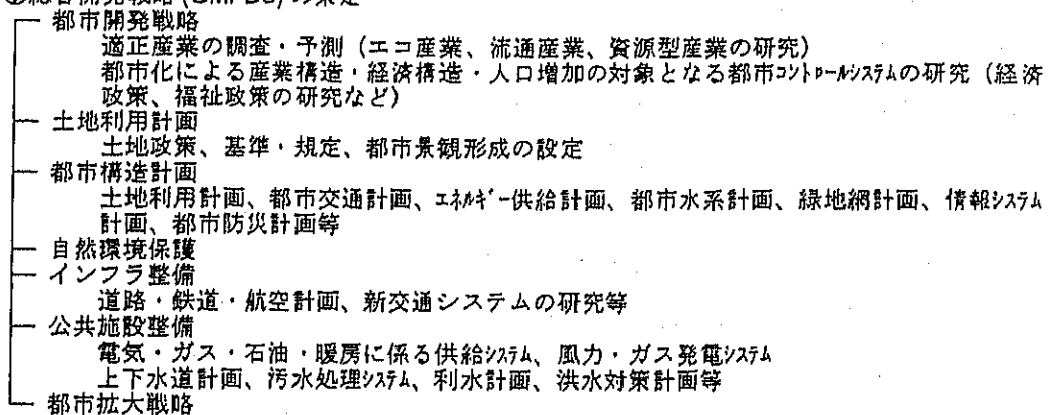 ①総合開発戦略(CMPDS)の策定
都市開発戦略
適正産業の調査・予測(エコ産業、流通産業、資源型産業の研究)
都市化による産業構造・経済構造・人口増加の対象となる都市ｺﾝﾄﾛｰﾙｼｽﾃﾑの研究(経済
政策、福祉政策の研究など)
土地利用計画
土地政策、基準・規定、都市景観形成の設定
都市構造計画
土地利用計画、都市交通計画、ｴﾈﾙｷﾞｰ供給計画、都市水系計画、緑地網計画、情報ｼｽﾃﾑ
計画、都市防災計画等
自然環境保護
インフラ整備
道路・鉄道・航空計画、新交通システムの研究等
公共施設整備
電気・ガス・石油・暖房に係る供給ｼｽﾃﾑ、風力・ガス発電ｼｽﾃﾑ
上下水道計画、汚水処理ｼｽﾃﾑ、利水計画、洪水対策計画等
都市拡大戦略